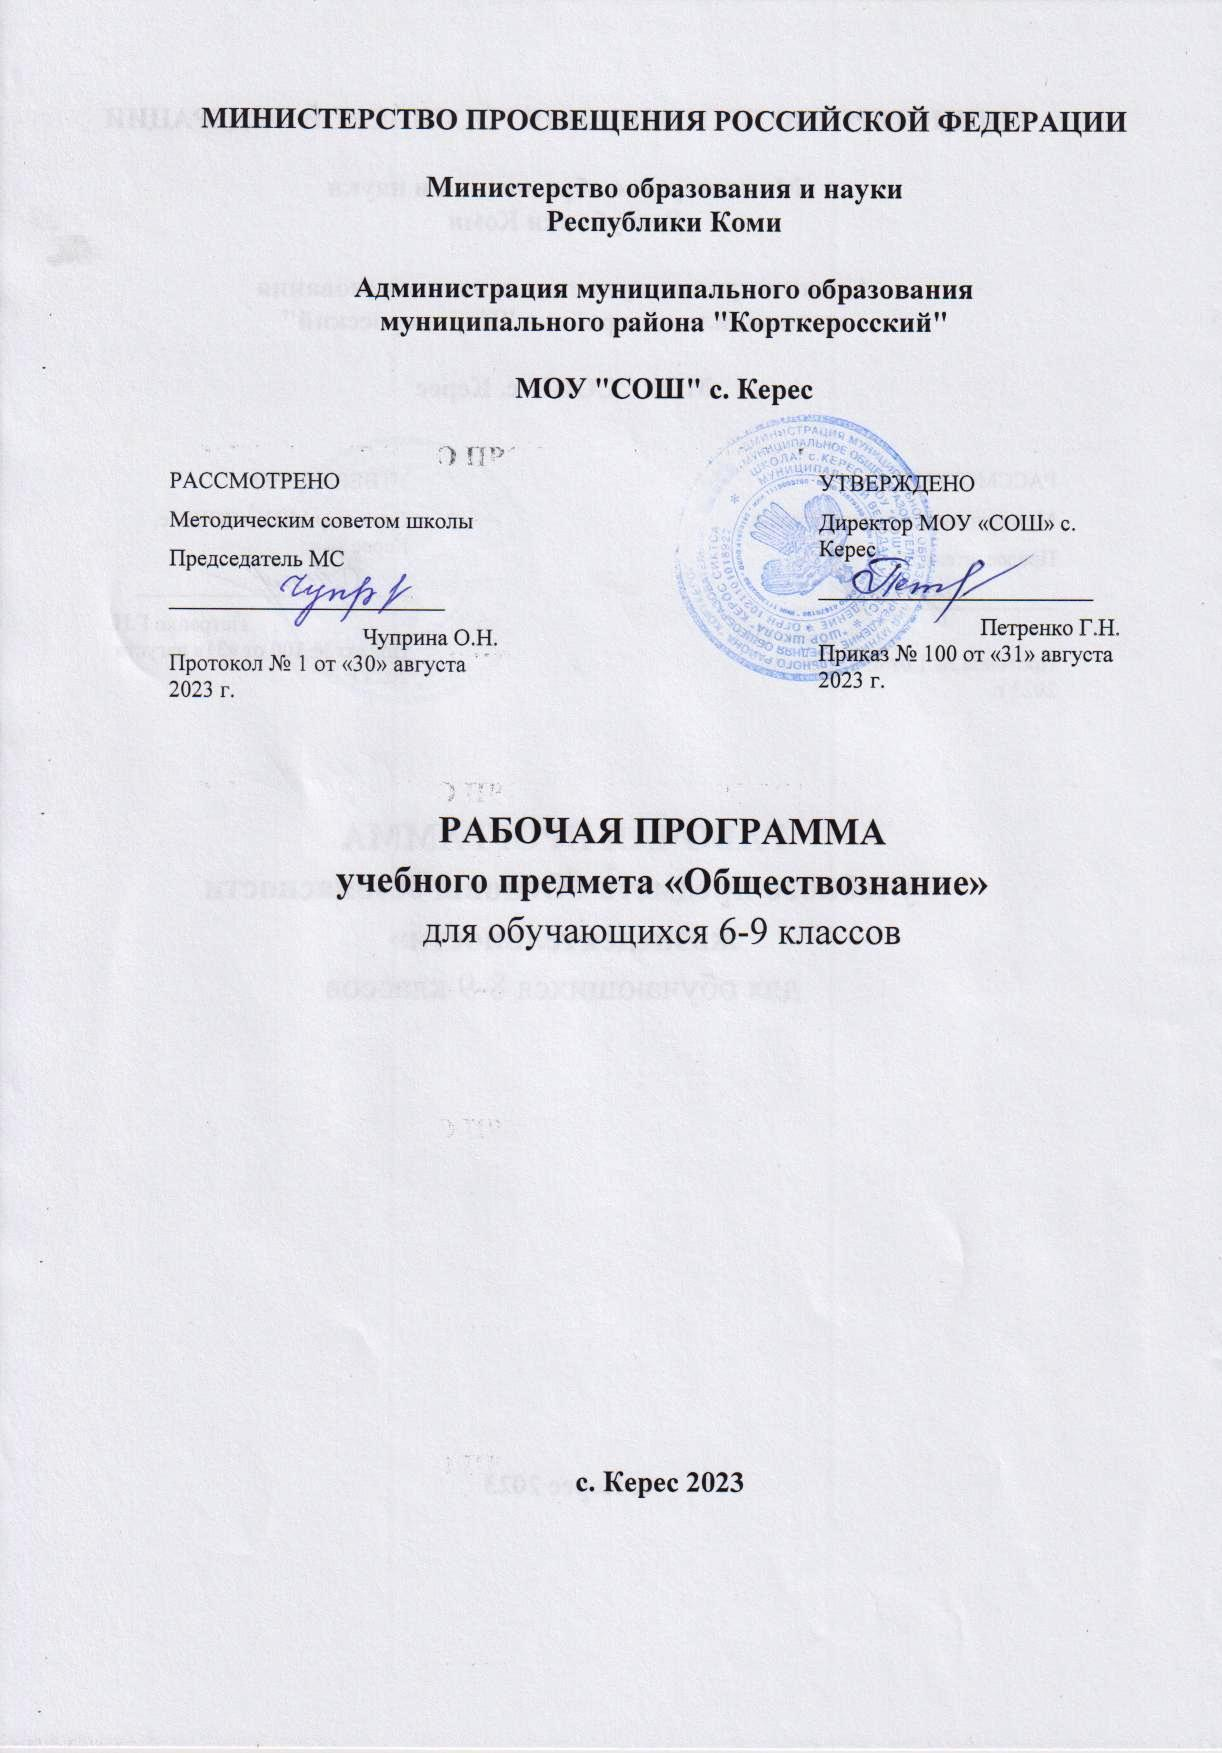 МИНИСТЕРСТВО ПРОСВЕЩЕНИЯ РОССИЙСКОЙ ФЕДЕРАЦИИ
Министерство образования и науки
Республики Коми
Администрация муниципального образования
муниципального района "Корткеросский"
МОУ "СОШ" с. Керес
РАССМОТРЕНО
Методическим советом школы
Председатель МС
Чуприна О.Н.
Протокол № 1 от «30» августа
2023 г.
УТВЕРЖДЕНО
Директор МОУ «СОШ» с.
Керес
Петренко Г.Н.
Приказ № 100 от «31» августа
2023 г.
РАБОЧАЯ ПРОГРАММА
учебного предмета «Обществознание»
для обучающихся 6-9 классов
с. Керес 2023